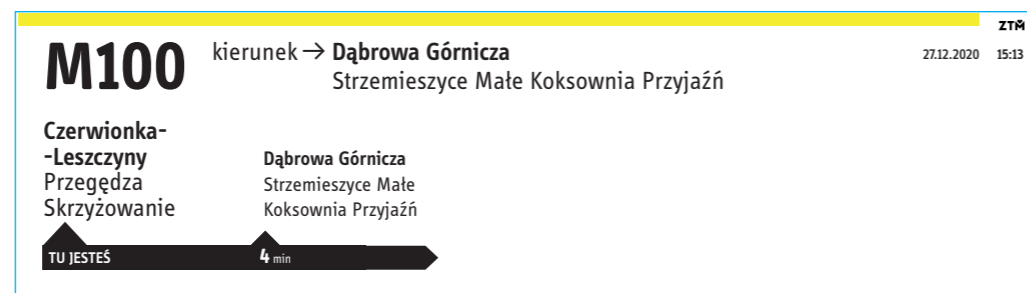 ZTM
M100 kierunek → Dąbrowa Górnicza 27.12.2020 15:13
Strzemieszyce Małe Koksownia Przyjaźń
Czerwionka-
-Leszczyny
Przegędza
Skrzyżowanie
Dąbrowa Górnicza
Strzemieszyce Małe
Koksownia Przyjaźń
TU JESTEŚ 4 min